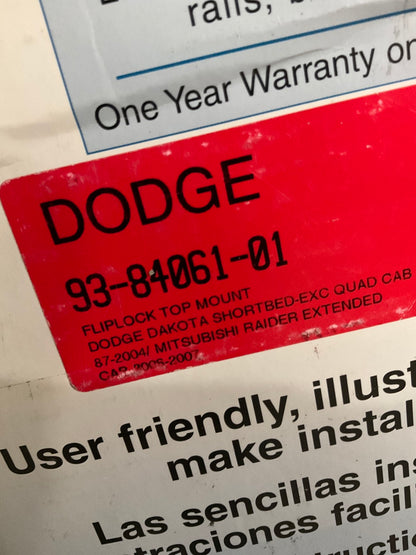 rails, b
One Year Warranty on
DODGE
93-84061-01
FLIPLOCK TOP MOUNT
DODGE DAKOTA SHORTBED-EXC QUAD CAB
87-2004/ MITSUBISHI RAIDER EXTENDED
CAB 2006-2007
User friendly, illust
make instal
Las sencillas ins
traciones facil
ructi